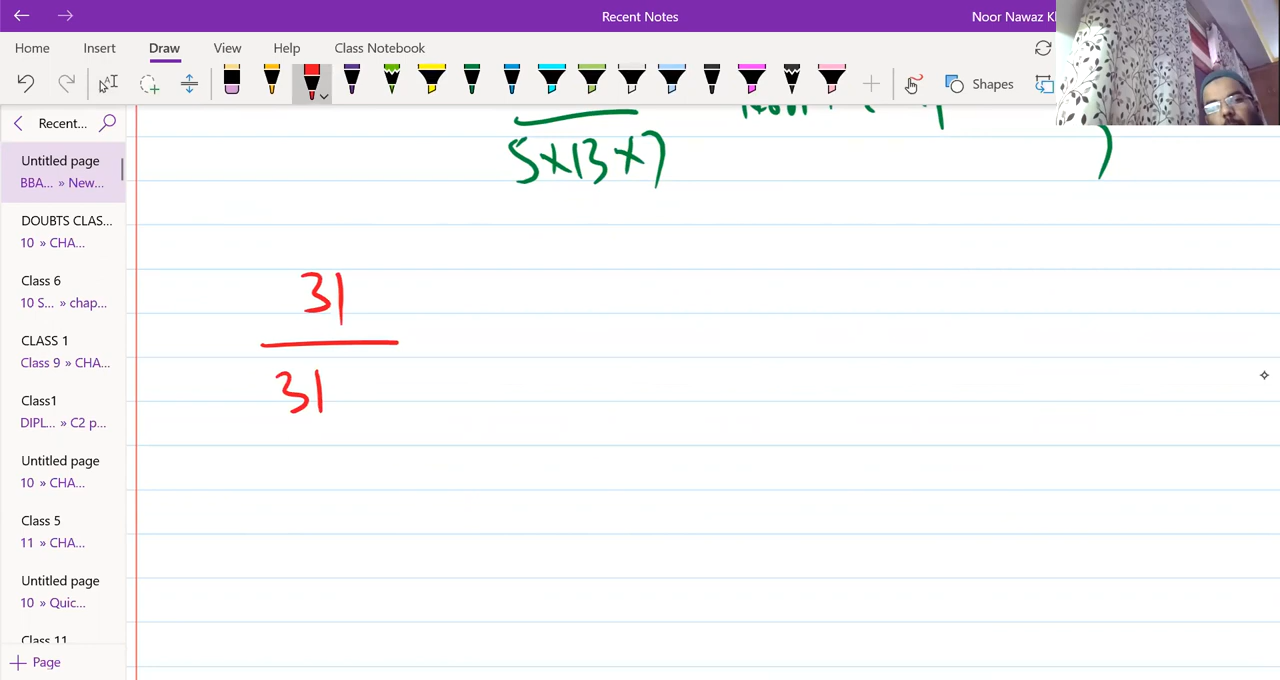 Recent Notes
Noor Nawaz Kh
Home Insert Draw View Help Class Notebook
Shapes
Recent...
Untitled page
BBA... » New...
DOUBTS CLAS...
10 » CHA...
Class 6
10 S... » chap...
CLASS 1
Class 9 » CHA...
Class1
DIPL... » C2 p...
Untitled page
10 » CHA...
Class 5
11 » CHA...
Untitled page
10 » Quic...
Class 11
+ Page
5×13×7
31
31